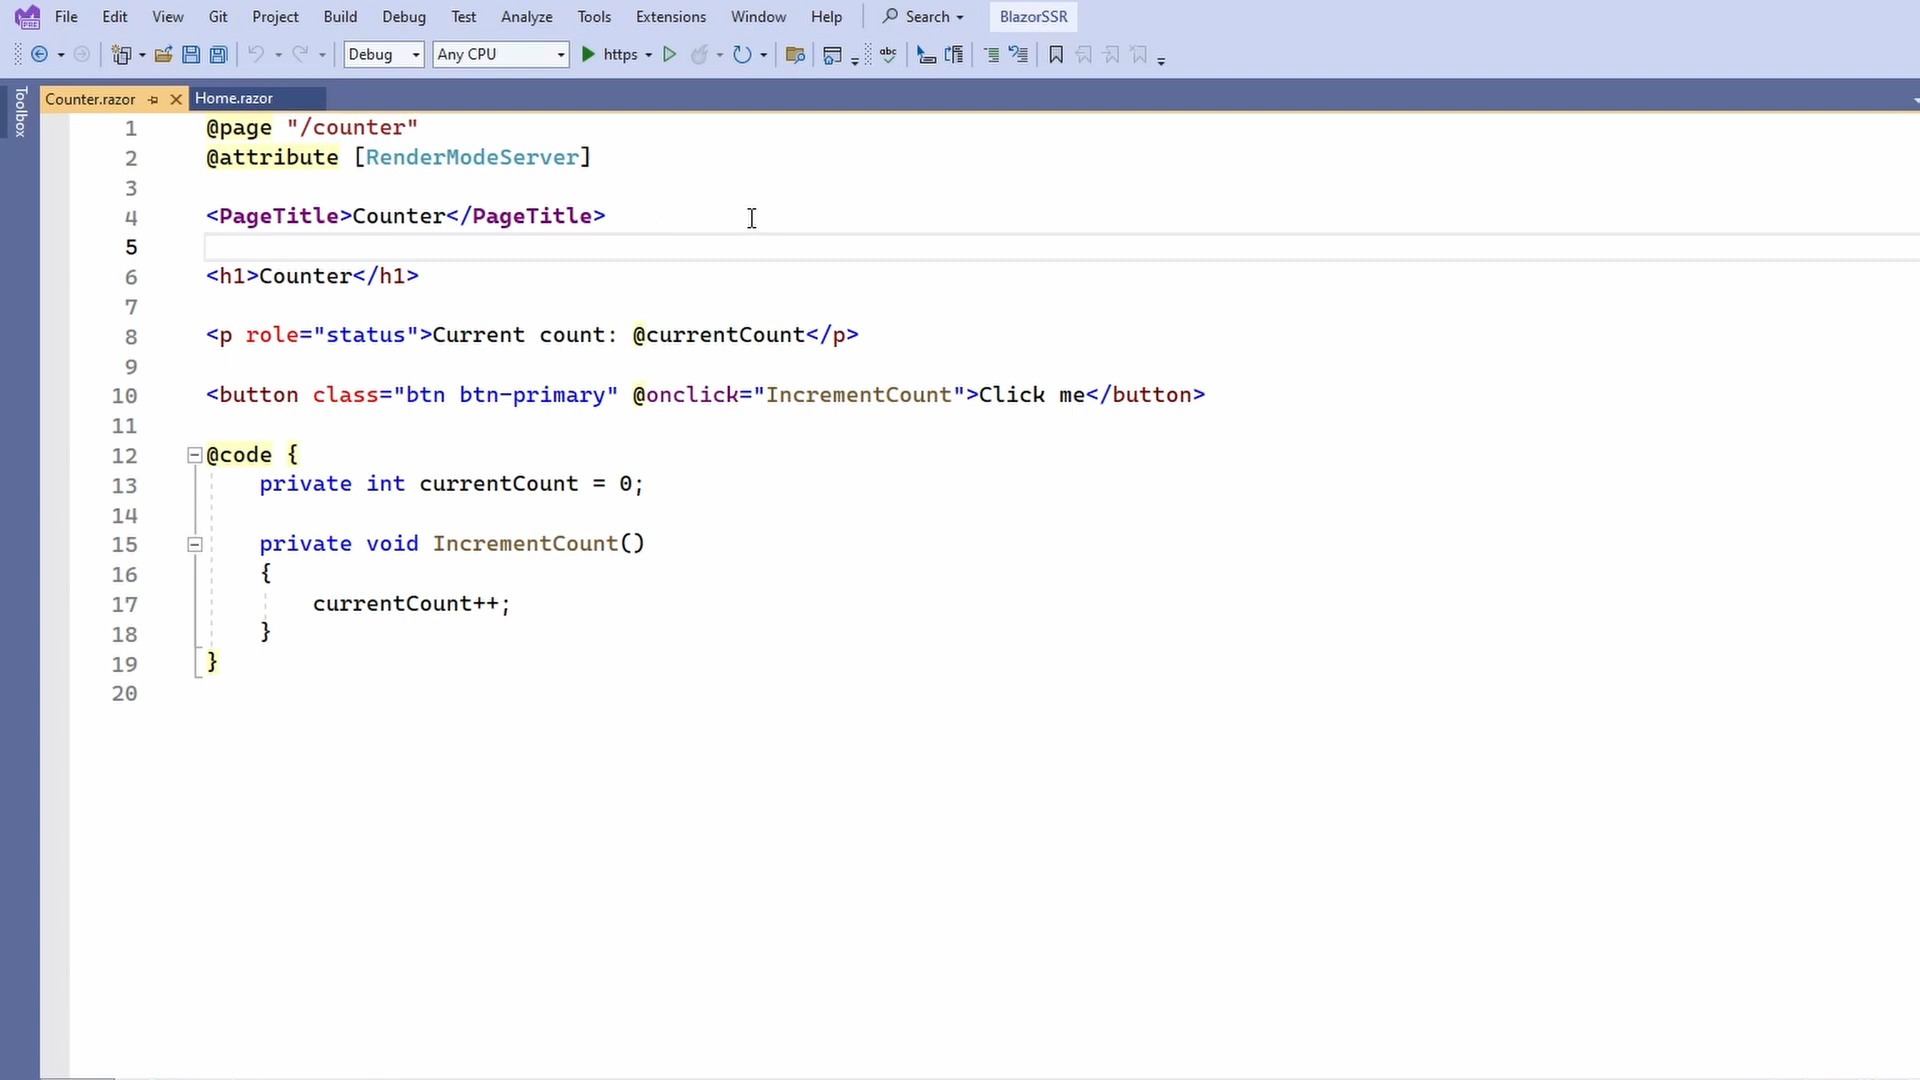 File Edit View Git Project Build Debug Test Analyze Tools Extensions Window Help Search BlazorSSR
Debug Any CPU https abc
Toolbox
Counter.razor Home.razor
1 @page "/counter"
2 @attribute [RenderModeServer]
3
4 <PageTitle>Counter</PageTitle>
5
6 <h1>Counter</h1>
7
8 <p role="status">Current count: @currentCount</p>
9
10 <button class="btn btn-primary" @onclick="IncrementCount">Click me</button>
11
12 @code {
13 private int currentCount = 0;
14
15 private void IncrementCount()
16 {
17 currentCount++;
18 }
19 }
20